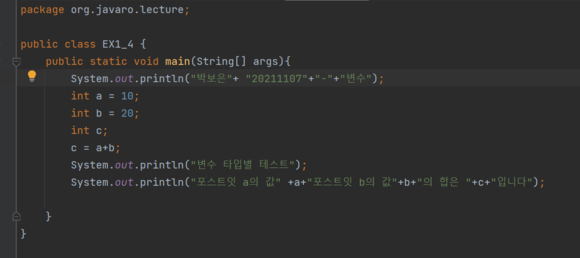 package org.javaro.lecture;
public class EX1_4 {
public static void main(String[] args){
System.out.println("박보은"+ "20211107"+"-"+"변수");
int a = 10;
int b = 20;
int c;
c = a+b;
System.out.println("변수 타입별 테스트");
System.out.println("포스트잇 a의 값" +a+"포스트잇 b의 값"+b+"의 합은 "+c+"입니다");
}
}